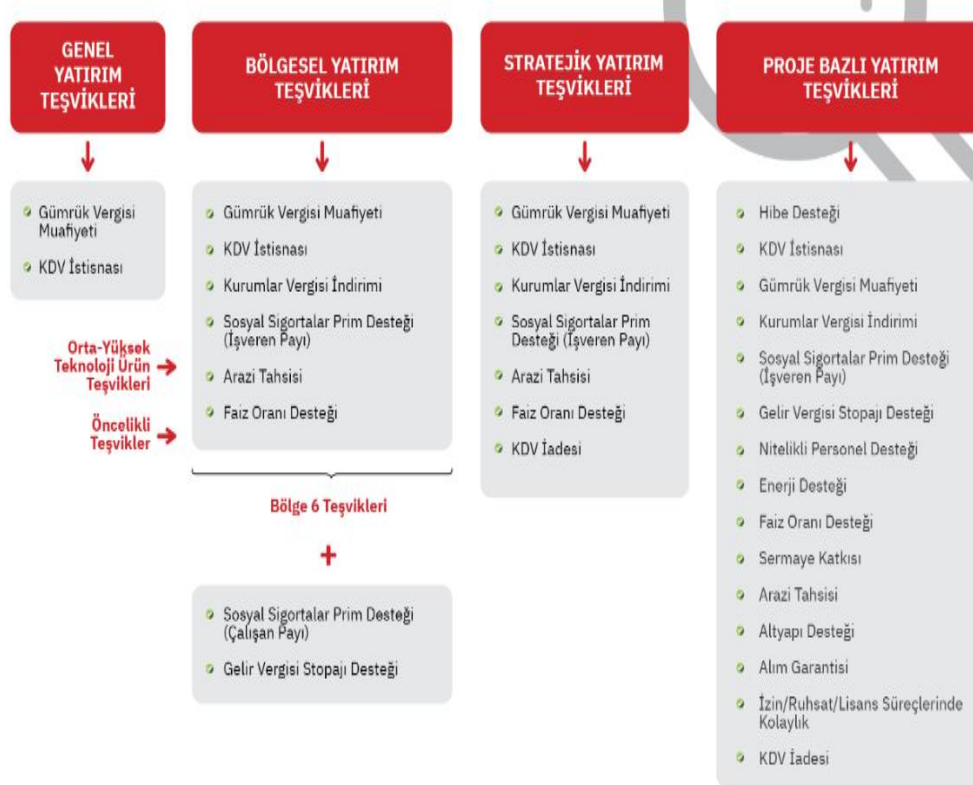 GENEL
YATIRIM
TEŞVİKLERİ
Gümrük Vergisi
Muafiyeti
KDV İstisnası
Orta-Yüksek
Teknoloji Ürün
Teşvikleri
Öncelikli
Teşvikler
BÖLGESEL YATIRIM
TEŞVİKLERİ
Gümrük Vergisi Muafiyeti
KDV İstisnası
Kurumlar Vergisi İndirimi
Sosyal Sigortalar Prim Desteği
(İşveren Payı)
Arazi Tahsisi
Faiz Oranı Desteği
Bölge 6 Teşvikleri
+
Sosyal Sigortalar Prim Desteği
(Çalışan Payı)
Gelir Vergisi Stopajı Desteği
STRATEJİK YATIRIM
TEŞVİKLERİ
Gümrük Vergisi Muafiyeti
KDV İstisnası
Kurumlar Vergisi İndirimi
Sosyal Sigortalar Prim
Desteği (İşveren Payı)
Arazi Tahsisi
Faiz Oranı Desteği
KDV İadesi
PROJE BAZLI YATIRIM
TEŞVİKLERİ
Hibe Desteği
KDV İstisnası
Gümrük Vergisi Muafiyeti
Kurumlar Vergisi İndirimi
Sosyal Sigortalar Prim Desteği
(İşveren Payı)
Gelir Vergisi Stopajı Desteği
Nitelikli Personel Desteği
Enerji Desteği
Faiz Oranı Desteği
Sermaye Katkısı
Arazi Tahsisi
Altyapı Desteği
Alım Garantisi
İzin/Ruhsat/Lisans Süreçlerinde
Kolaylık
KDV İadesi